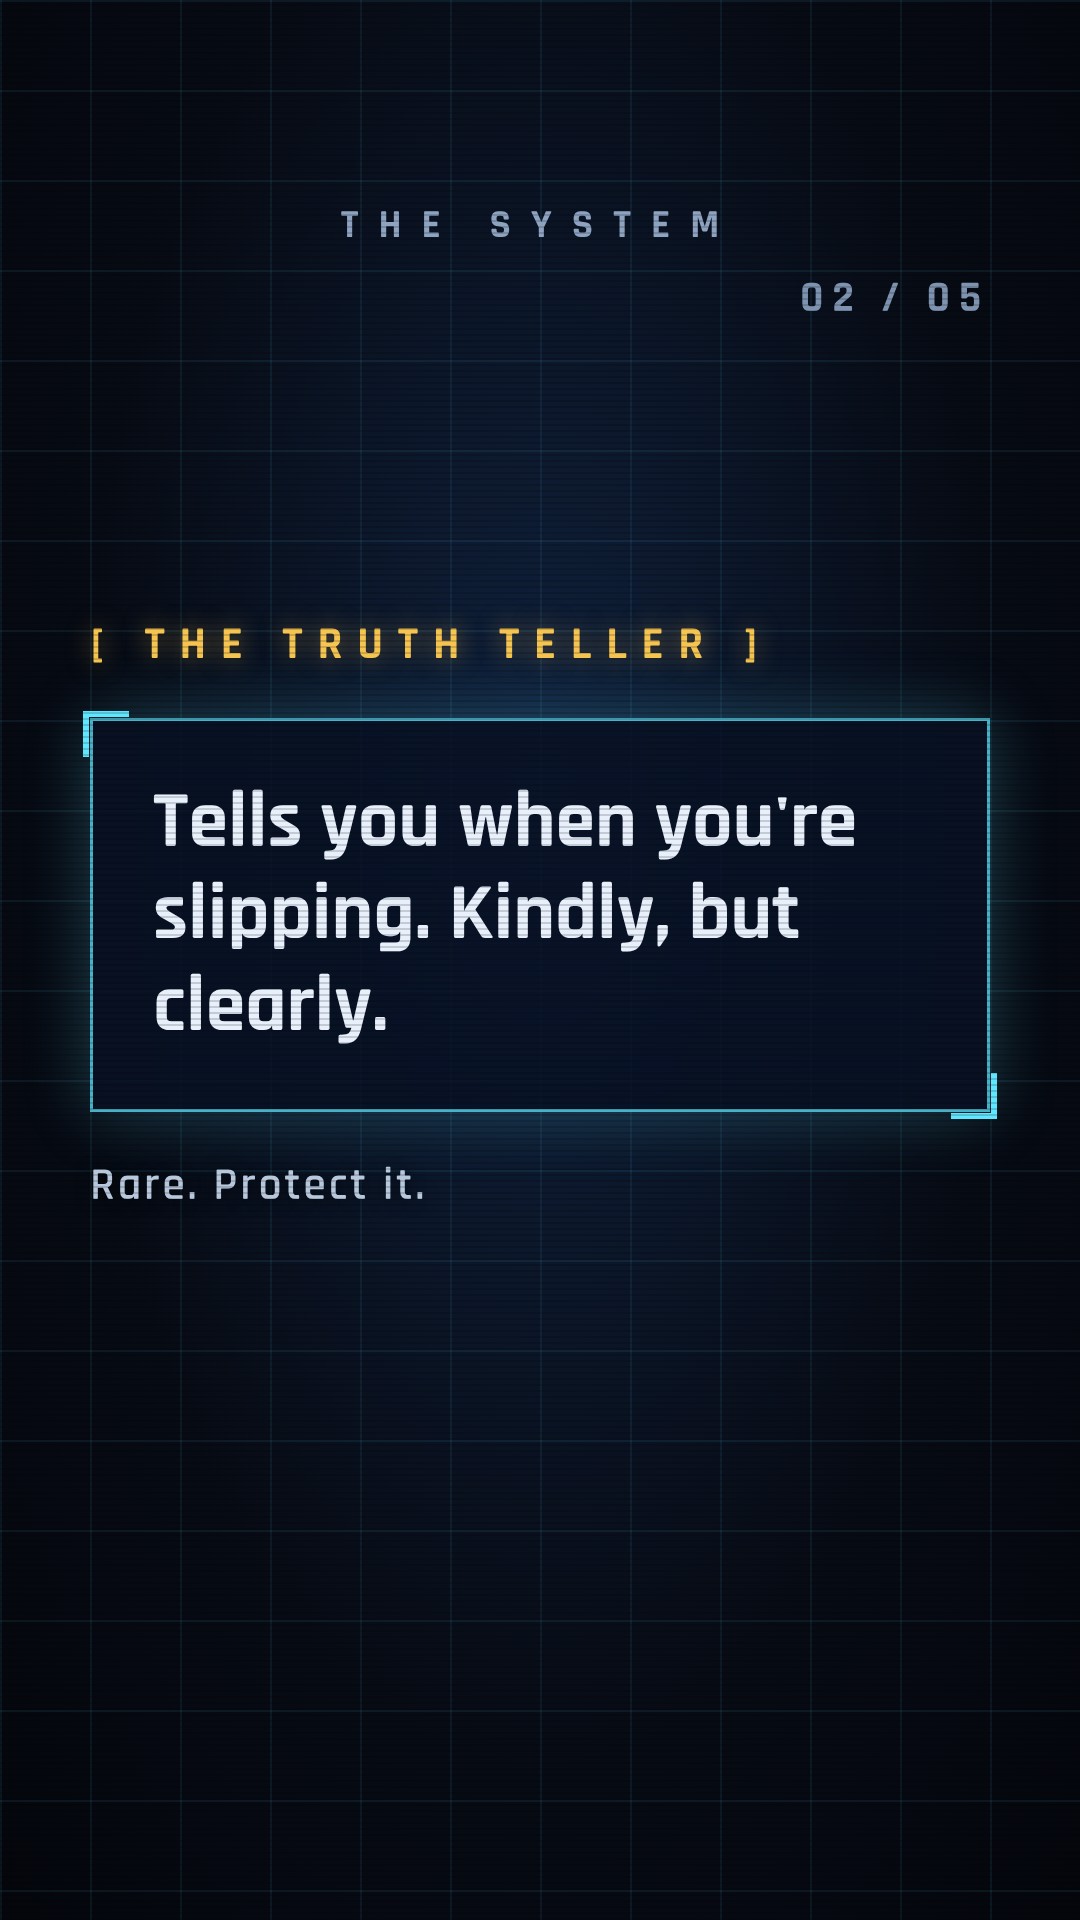 THE SYSTEM
02 / 05
[ THE TRUTH TELLER ]
Tells you when you're
slipping. Kindly, but
clearly.
Rare. Protect it.